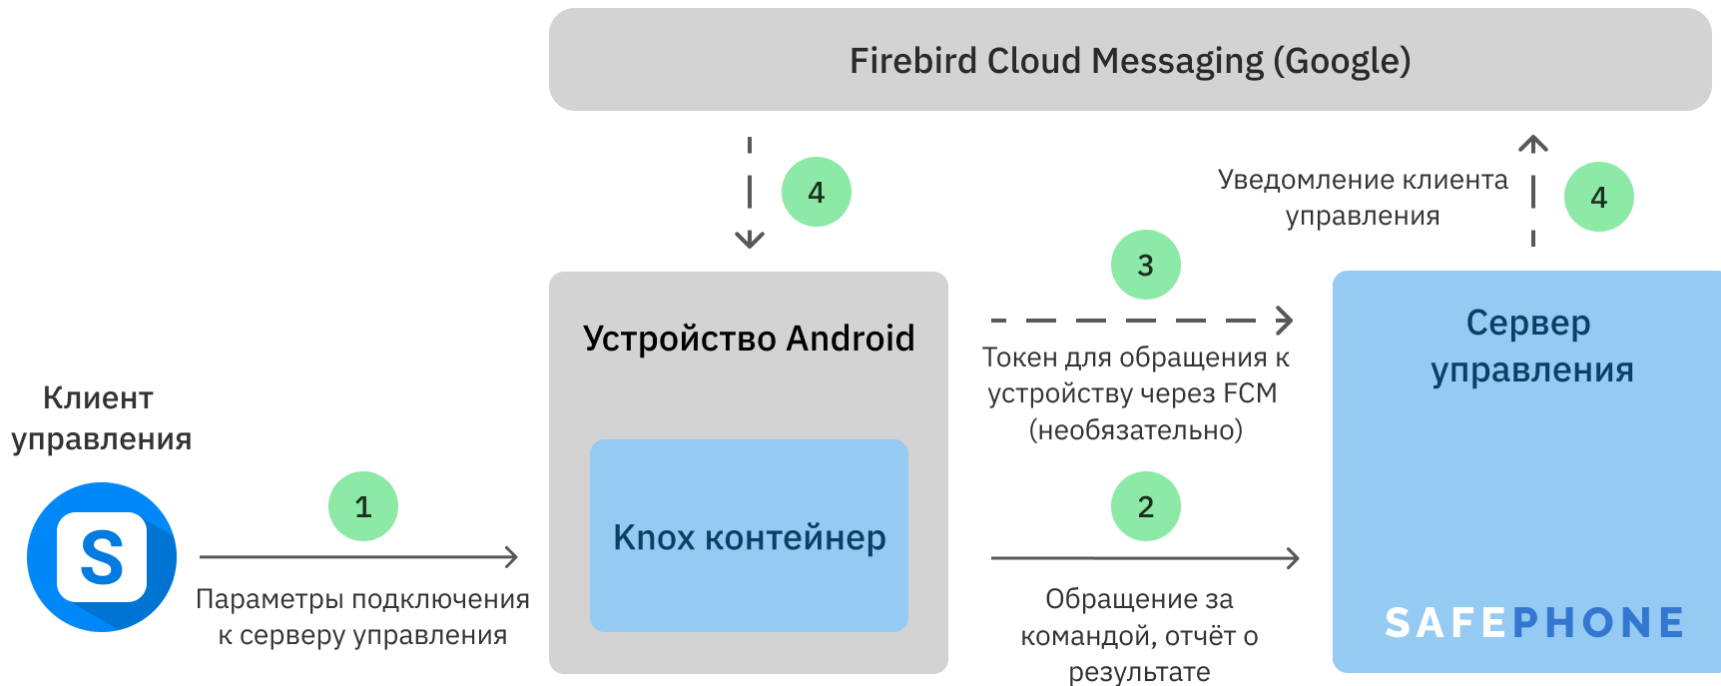 Firebird Cloud Messaging (Google)
4
Уведомление клиента
управления
4
3
Устройство Android
Токен для обращения к
устройству через FCM
(необязательно)
Сервер
управления
Клиент
управления
S
1
Параметры подключения
к серверу управления
Knox контейнер
2
Обращение за
командой, отчёт о
результате
SAFEPHONE